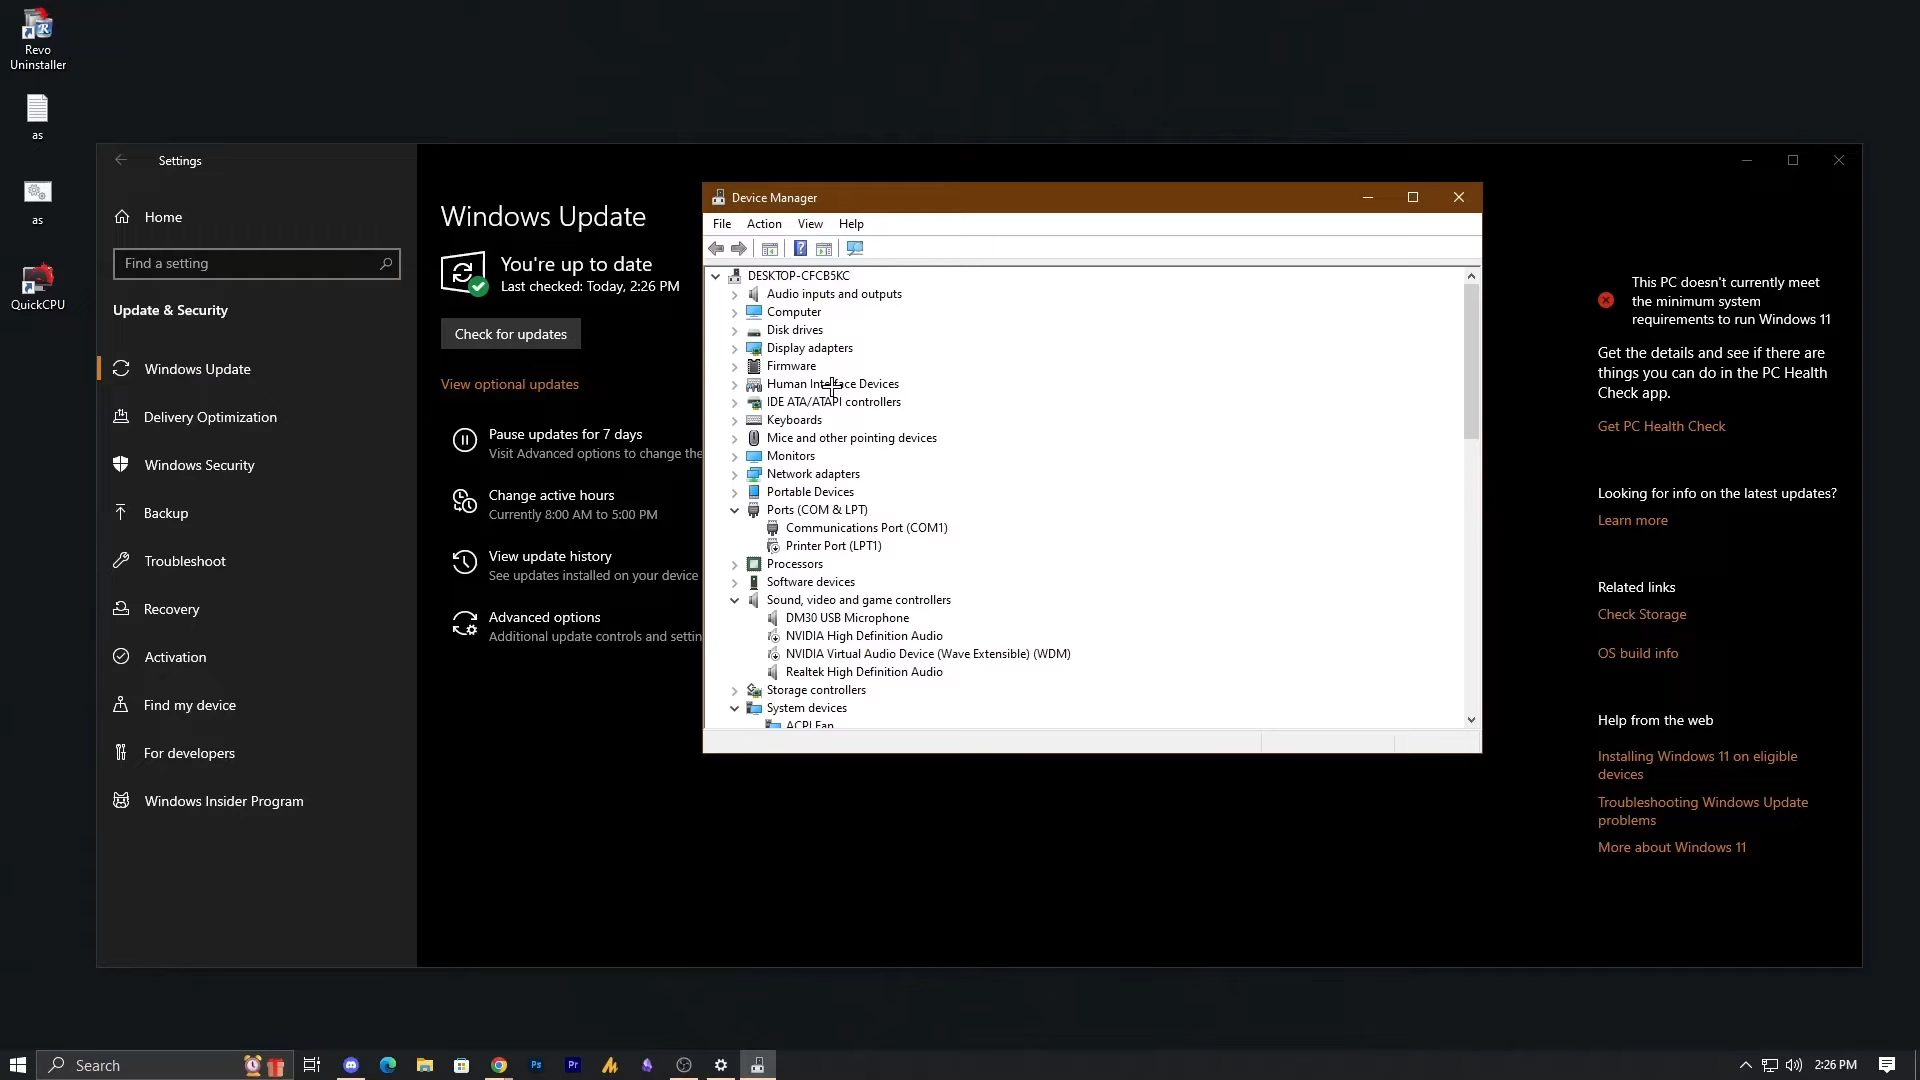 Revo
Uninstaller
as
as
QuickCPU
Settings
Home
Find a setting
Update & Security
Windows Update
Delivery Optimization
Windows Security
Backup
Troubleshoot
Recovery
Activation
Find my device
For developers
Windows Insider Program
Windows Update
You're up to date
Last checked: Today, 2:26 PM
Check for updates
View optional updates
Pause updates for 7 days
Visit Advanced options to change the
Change active hours
Currently 8:00 AM to 5:00 PM
View update history
See updates installed on your device
Advanced options
Additional update controls and settin
Device Manager
File Action View Help
DESKTOP-CFCB5KC
Audio inputs and outputs
Computer
Disk drives
Display adapters
Firmware
Human Interface Devices
IDE ATA/ATAPI controllers
Keyboards
Mice and other pointing devices
Monitors
Network adapters
Portable Devices
Ports (COM & LPT)
Communications Port (COM1)
Printer Port (LPT1)
Processors
Software devices
Sound, video and game controllers
DM30 USB Microphone
NVIDIA High Definition Audio
NVIDIA Virtual Audio Device (Wave Extensible) (WDM)
Realtek High Definition Audio
Storage controllers
System devices
ACPI Fan
This PC doesn't currently meet
the minimum system
requirements to run Windows 11
Get the details and see if there are
things you can do in the PC Health
Check app.
Get PC Health Check
Looking for info on the latest updates?
Learn more
Related links
Check Storage
OS build info
Help from the web
Installing Windows 11 on eligible
devices
Troubleshooting Windows Update
problems
More about Windows 11
Search
Ps
Pr
2:26 PM